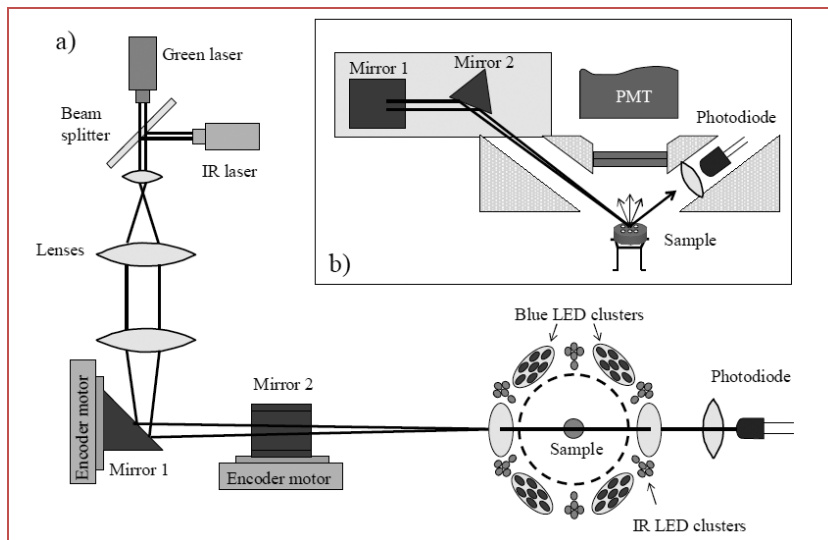 a)
Green laser
Beam
splitter
IR laser
Lenses
Encoder motor
Mirror 1
Mirror 2
Encoder motor
b)
Mirror 1
Mirror 2
PMT
Photodiode
Sample
Blue LED clusters
Photodiode
Sample
IR LED clusters